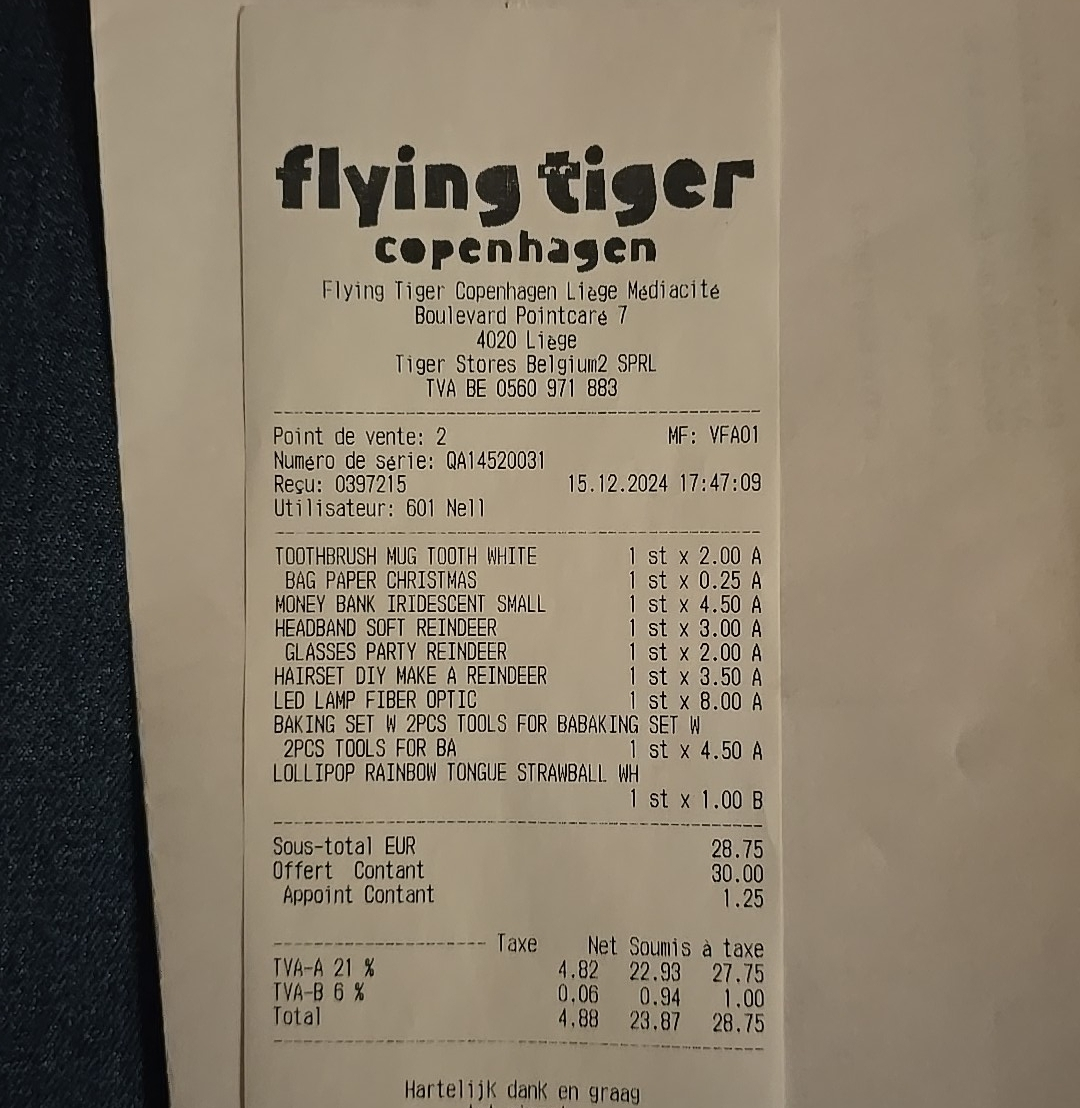 flying tiger
copenhagen
Flying Tiger Copenhagen Liège Médiacité
Boulevard Pointcaré 7
4020 Liège
Tiger Stores Belgium2 SPRL
TVA BE 0560 971 883
Point de vente: 2 MF: VFA01
Numéro de série: QA14520031
Reçu: 0397215 15.12.2024 17:47:09
Utilisateur: 601 Nell
TOOTHBRUSH MUG TOOTH WHITE 1 st x 2.00 A
BAG PAPER CHRISTMAS 1 st x 0.25 A
MONEY BANK IRIDESCENT SMALL 1 st x 4.50 A
HEADBAND SOFT REINDEER 1 st x 3.00 A
GLASSES PARTY REINDEER 1 st x 2.00 A
HAIRSET DIY MAKE A REINDEER 1 st x 3.50 A
LED LAMP FIBER OPTIC 1 st x 8.00 A
BAKING SET W 2PCS TOOLS FOR BABAKING SET W
2PCS TOOLS FOR BA 1 st x 4.50 A
LOLLIPOP RAINBOW TONGUE STRAWBALL WH
1 st x 1.00 B
Sous-total EUR 28.75
Offert Contant 30.00
Appoint Contant 1.25
Taxe Net Soumis à taxe
TVA-A 21 % 4.82 22.93 27.75
TVA-B 6 % 0.06 0.94 1.00
Total 4.88 23.87 28.75
Hartelijk dank en graag